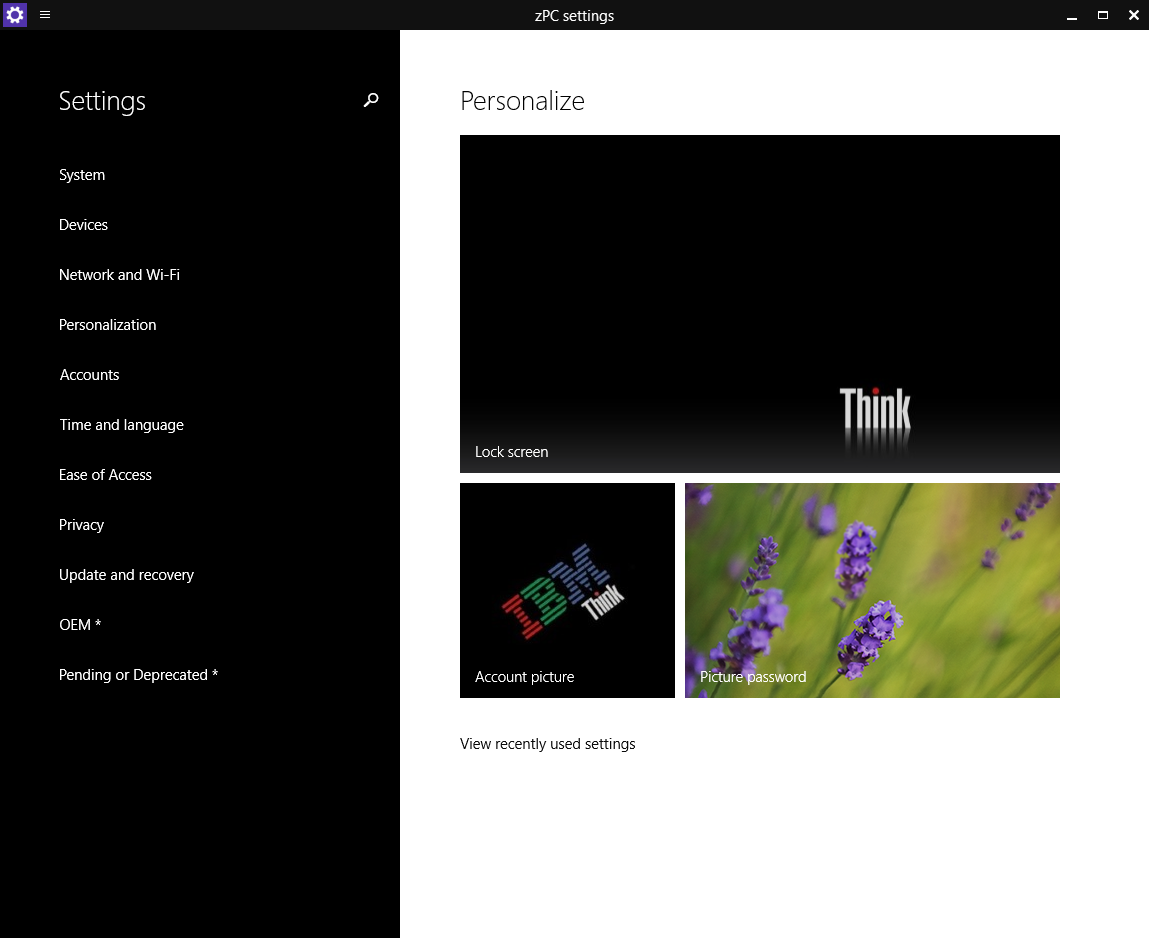 zPC settings
Settings
System
Devices
Network and Wi-Fi
Personalization
Accounts
Time and language
Ease of Access
Privacy
Update and recovery
OEM *
Pending or Deprecated *
Personalize
Think
Lock screen
IBM
Think
Account picture
Picture password
View recently used settings